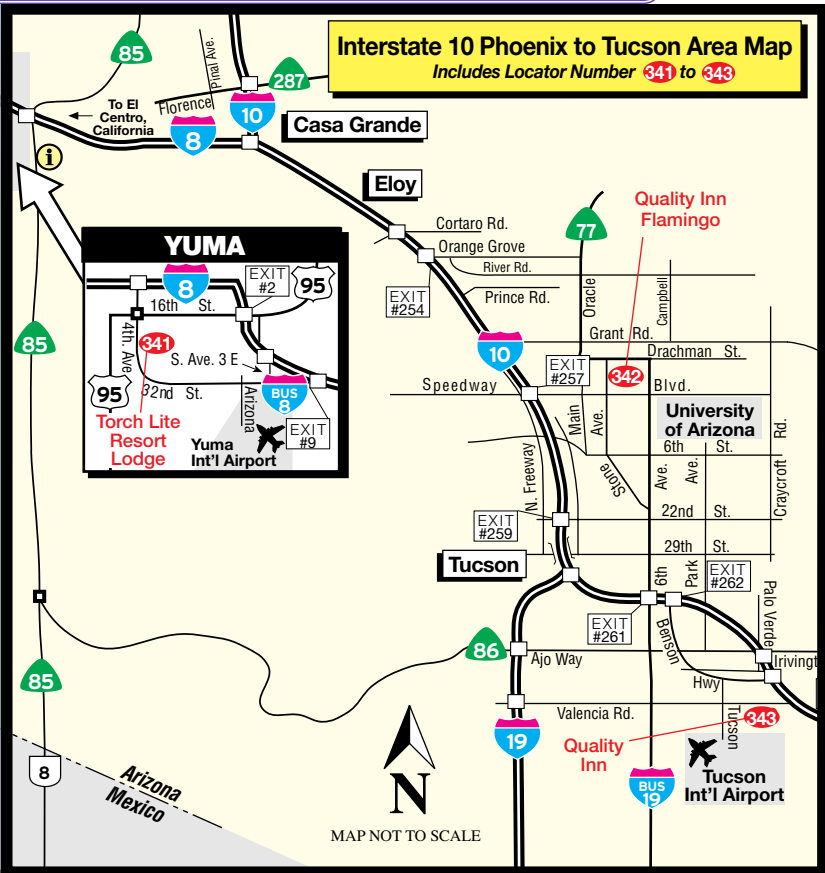 Interstate 10 Phoenix to Tucson Area Map
Includes Locator Number 341 to 343
85
Pinal Ave.
287
To El
Centro,
California
Florence
8
10
Casa Grande
i
Eloy
Cortaro Rd.
Orange Grove
River Rd.
EXIT
#254
Prince Rd.
77
Quality Inn
Flamingo
Oracle
Campbell
Grant Rd.
Drachman St.
10
EXIT
#257
342
Speedway
Blvd.
University
of Arizona
Main
Ave.
6th St.
Rd.
Craycroft
Stone
Ave.
Ave.
N. Freeway
22nd St.
EXIT
#259
29th St.
Tucson
6th
Park
EXIT
#262
EXIT
#261
Palo Verde
Benson
Hwy
Irivingt
86
Ajo Way
Valencia Rd.
Tucson
343
19
Quality
Inn
BUS
19
Tucson
Int'l Airport
YUMA
8
EXIT
#2
95
16th St.
4th. Ave
341
S. Ave. 3 E
95
32nd St.
BUS
8
Arizona
EXIT
#9
Torch Lite
Resort
Lodge
Yuma
Int'l Airport
85
85
8
Arizona
Mexico
N
MAP NOT TO SCALE